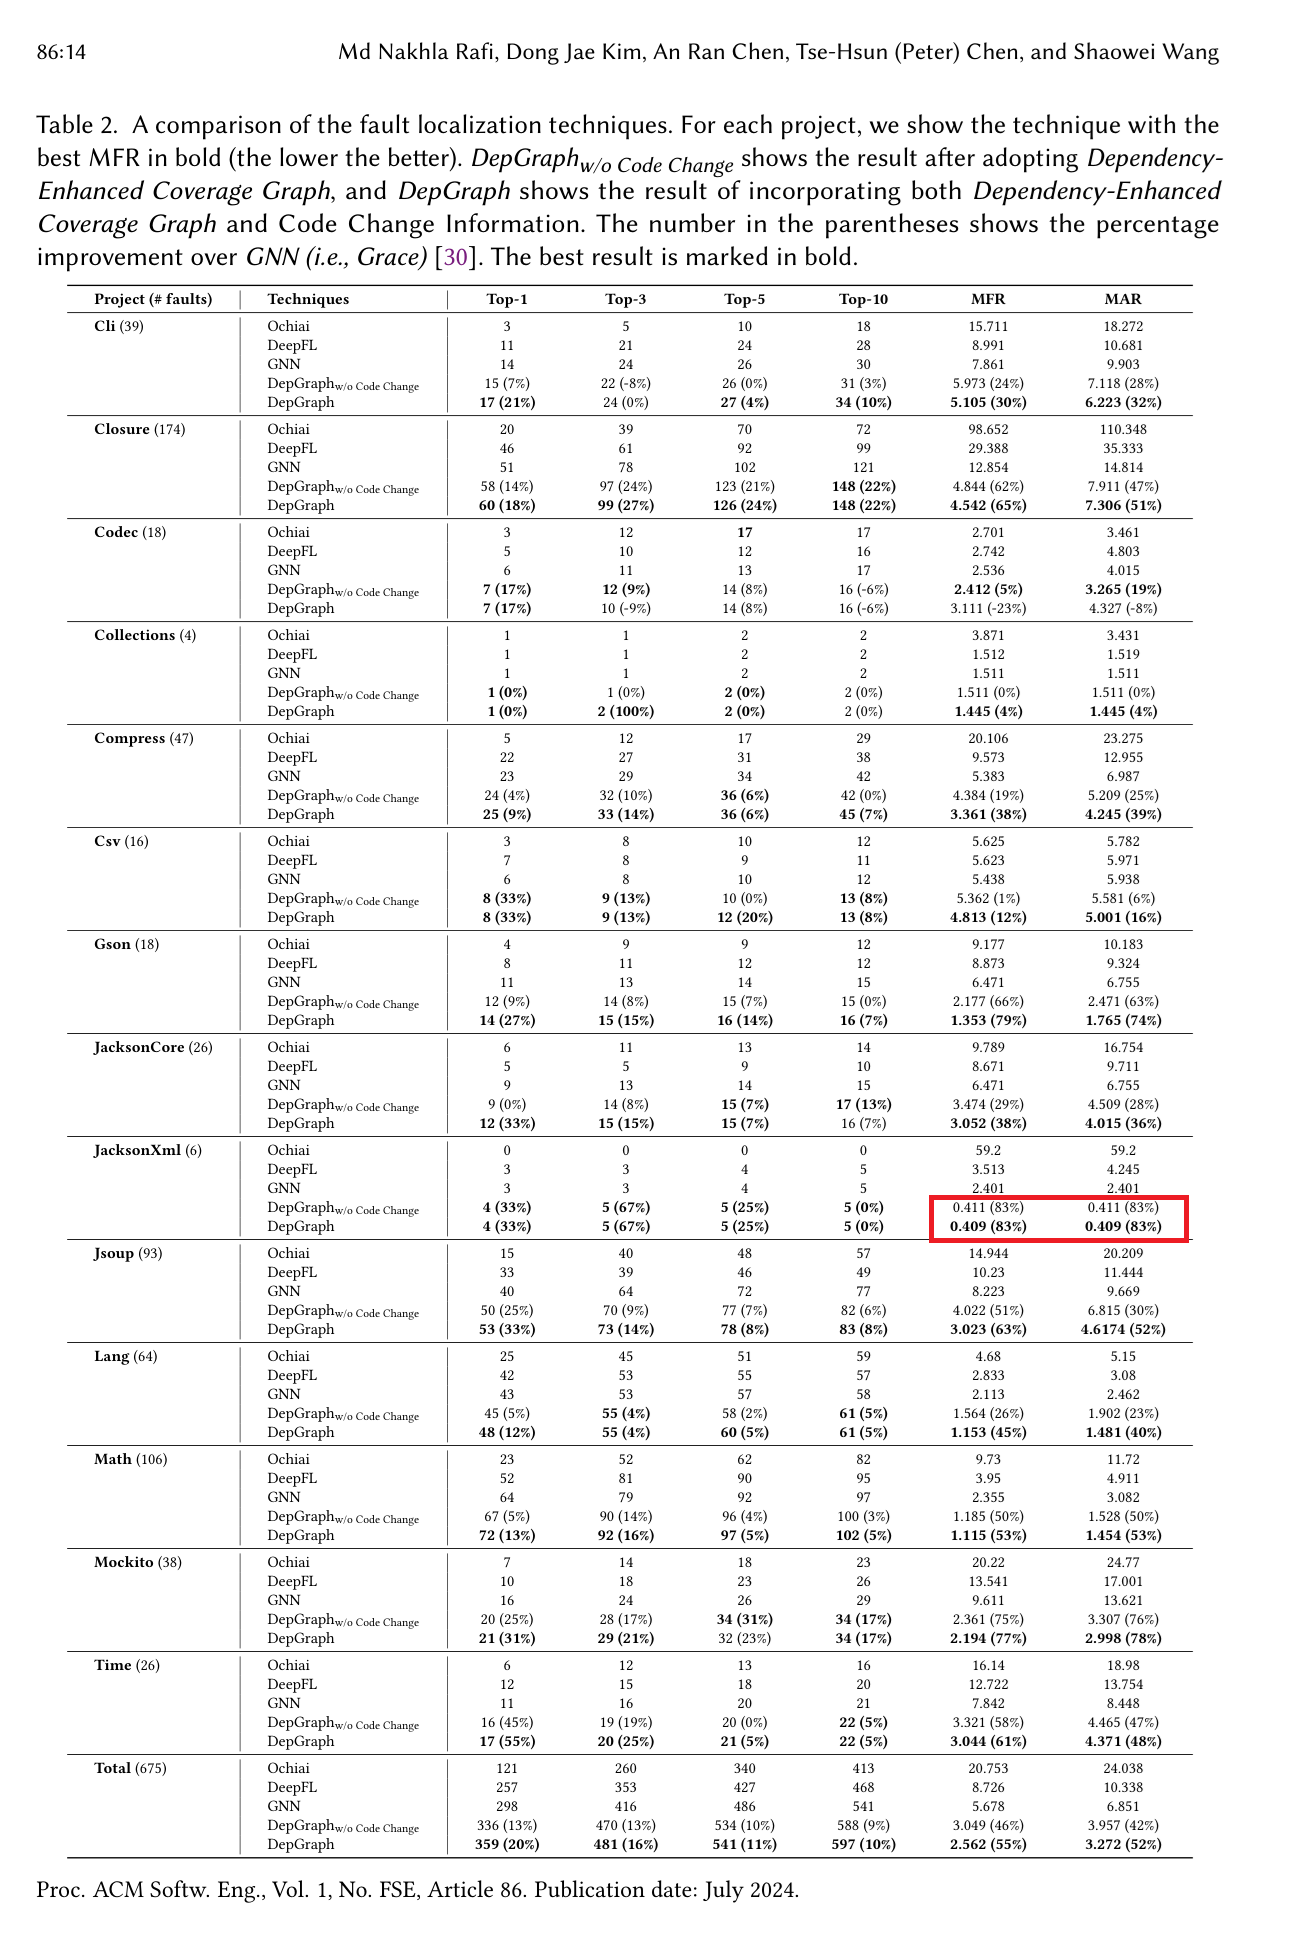 86:14 Md Nakhla Rafi, Dong Jae Kim, An Ran Chen, Tse-Hsun (Peter) Chen, and Shaowei Wang
Table 2. A comparison of the fault localization techniques. For each project, we show the technique with the
best MFR in bold (the lower the better). DepGraphw/o Code Change shows the result after adopting Dependency-
Enhanced Coverage Graph, and DepGraph shows the result of incorporating both Dependency-Enhanced
Coverage Graph and Code Change Information. The number in the parentheses shows the percentage
improvement over GNN (i.e., Grace) [30]. The best result is marked in bold.
Project (# faults) Techniques Top-1 Top-3 Top-5 Top-10 MFR MAR
Cli (39) Ochiai 3 5 10 18 15.711 18.272
DeepFL 11 21 24 28 8.991 10.681
GNN 14 24 26 30 7.861 9.903
DepGraphw/o Code Change 15 (7%) 22 (-8%) 26 (0%) 31 (3%) 5.973 (24%) 7.118 (28%)
DepGraph 17 (21%) 24 (0%) 27 (4%) 34 (10%) 5.105 (30%) 6.223 (32%)
Closure (174) Ochiai 20 39 70 72 98.652 110.348
DeepFL 46 61 92 99 29.388 35.333
GNN 51 78 102 121 12.854 14.814
DepGraphw/o Code Change 58 (14%) 97 (24%) 123 (21%) 148 (22%) 4.844 (62%) 7.911 (47%)
DepGraph 60 (18%) 99 (27%) 126 (24%) 148 (22%) 4.542 (65%) 7.306 (51%)
Codec (18) Ochiai 3 12 17 17 2.701 3.461
DeepFL 5 10 12 16 2.742 4.803
GNN 6 11 13 17 2.536 4.015
DepGraphw/o Code Change 7 (17%) 12 (9%) 14 (8%) 16 (-6%) 2.412 (5%) 3.265 (19%)
DepGraph 7 (17%) 10 (-9%) 14 (8%) 16 (-6%) 3.111 (-23%) 4.327 (-8%)
Collections (4) Ochiai 1 1 2 2 3.871 3.431
DeepFL 1 1 2 2 1.512 1.519
GNN 1 1 2 2 1.511 1.511
DepGraphw/o Code Change 1 (0%) 1 (0%) 2 (0%) 2 (0%) 1.511 (0%) 1.511 (0%)
DepGraph 1 (0%) 2 (100%) 2 (0%) 2 (0%) 1.445 (4%) 1.445 (4%)
Compress (47) Ochiai 5 12 17 29 20.106 23.275
DeepFL 22 27 31 38 9.573 12.955
GNN 23 29 34 42 5.383 6.987
DepGraphw/o Code Change 24 (4%) 32 (10%) 36 (6%) 42 (0%) 4.384 (19%) 5.209 (25%)
DepGraph 25 (9%) 33 (14%) 36 (6%) 45 (7%) 3.361 (38%) 4.245 (39%)
Csv (16) Ochiai 3 8 10 12 5.625 5.782
DeepFL 7 8 9 11 5.623 5.971
GNN 6 8 10 12 5.438 5.938
DepGraphw/o Code Change 8 (33%) 9 (13%) 10 (0%) 13 (8%) 5.362 (1%) 5.581 (6%)
DepGraph 8 (33%) 9 (13%) 12 (20%) 13 (8%) 4.813 (12%) 5.001 (16%)
Gson (18) Ochiai 4 9 9 12 9.177 10.183
DeepFL 8 11 12 12 8.873 9.324
GNN 11 13 14 15 6.471 6.755
DepGraphw/o Code Change 12 (9%) 14 (8%) 15 (7%) 15 (0%) 2.177 (66%) 2.471 (63%)
DepGraph 14 (27%) 15 (15%) 16 (14%) 16 (7%) 1.353 (79%) 1.765 (74%)
JacksonCore (26) Ochiai 6 11 13 14 9.789 16.754
DeepFL 5 5 9 10 8.671 9.711
GNN 9 13 14 15 6.471 6.755
DepGraphw/o Code Change 9 (0%) 14 (8%) 15 (7%) 17 (13%) 3.474 (29%) 4.509 (28%)
DepGraph 12 (33%) 15 (15%) 15 (7%) 16 (7%) 3.052 (38%) 4.015 (36%)
JacksonXml (6) Ochiai 0 0 0 0 59.2 59.2
DeepFL 3 3 4 5 3.513 4.245
GNN 3 3 4 5 2.401 2.401
DepGraphw/o Code Change 4 (33%) 5 (67%) 5 (25%) 5 (0%) 0.411 (83%) 0.411 (83%)
DepGraph 4 (33%) 5 (67%) 5 (25%) 5 (0%) 0.409 (83%) 0.409 (83%)
Jsoup (93) Ochiai 15 40 48 57 14.944 20.209
DeepFL 33 39 46 49 10.23 11.444
GNN 40 64 72 77 8.223 9.669
DepGraphw/o Code Change 50 (25%) 70 (9%) 77 (7%) 82 (6%) 4.022 (51%) 6.815 (30%)
DepGraph 53 (33%) 73 (14%) 78 (8%) 83 (8%) 3.023 (63%) 4.6174 (52%)
Lang (64) Ochiai 25 45 51 59 4.68 5.15
DeepFL 42 53 55 57 2.833 3.08
GNN 43 53 57 58 2.113 2.462
DepGraphw/o Code Change 45 (5%) 55 (4%) 58 (2%) 61 (5%) 1.564 (26%) 1.902 (23%)
DepGraph 48 (12%) 55 (4%) 60 (5%) 61 (5%) 1.153 (45%) 1.481 (40%)
Math (106) Ochiai 23 52 62 82 9.73 11.72
DeepFL 52 81 90 95 3.95 4.911
GNN 64 79 92 97 2.355 3.082
DepGraphw/o Code Change 67 (5%) 90 (14%) 96 (4%) 100 (3%) 1.185 (50%) 1.528 (50%)
DepGraph 72 (13%) 92 (16%) 97 (5%) 102 (5%) 1.115 (53%) 1.454 (53%)
Mockito (38) Ochiai 7 14 18 23 20.22 24.77
DeepFL 10 18 23 26 13.541 17.001
GNN 16 24 26 29 9.611 13.621
DepGraphw/o Code Change 20 (25%) 28 (17%) 34 (31%) 34 (17%) 2.361 (75%) 3.307 (76%)
DepGraph 21 (31%) 29 (21%) 32 (23%) 34 (17%) 2.194 (77%) 2.998 (78%)
Time (26) Ochiai 6 12 13 16 16.14 18.98
DeepFL 12 15 18 20 12.722 13.754
GNN 11 16 20 21 7.842 8.448
DepGraphw/o Code Change 16 (45%) 19 (19%) 20 (0%) 22 (5%) 3.321 (58%) 4.465 (47%)
DepGraph 17 (55%) 20 (25%) 21 (5%) 22 (5%) 3.044 (61%) 4.371 (48%)
Total (675) Ochiai 121 260 340 413 20.753 24.038
DeepFL 257 353 427 468 8.726 10.338
GNN 298 416 486 541 5.678 6.851
DepGraphw/o Code Change 336 (13%) 470 (13%) 534 (10%) 588 (9%) 3.049 (46%) 3.957 (42%)
DepGraph 359 (20%) 481 (16%) 541 (11%) 597 (10%) 2.562 (55%) 3.272 (52%)
Proc. ACM Softw. Eng., Vol. 1, No. FSE, Article 86. Publication date: July 2024.